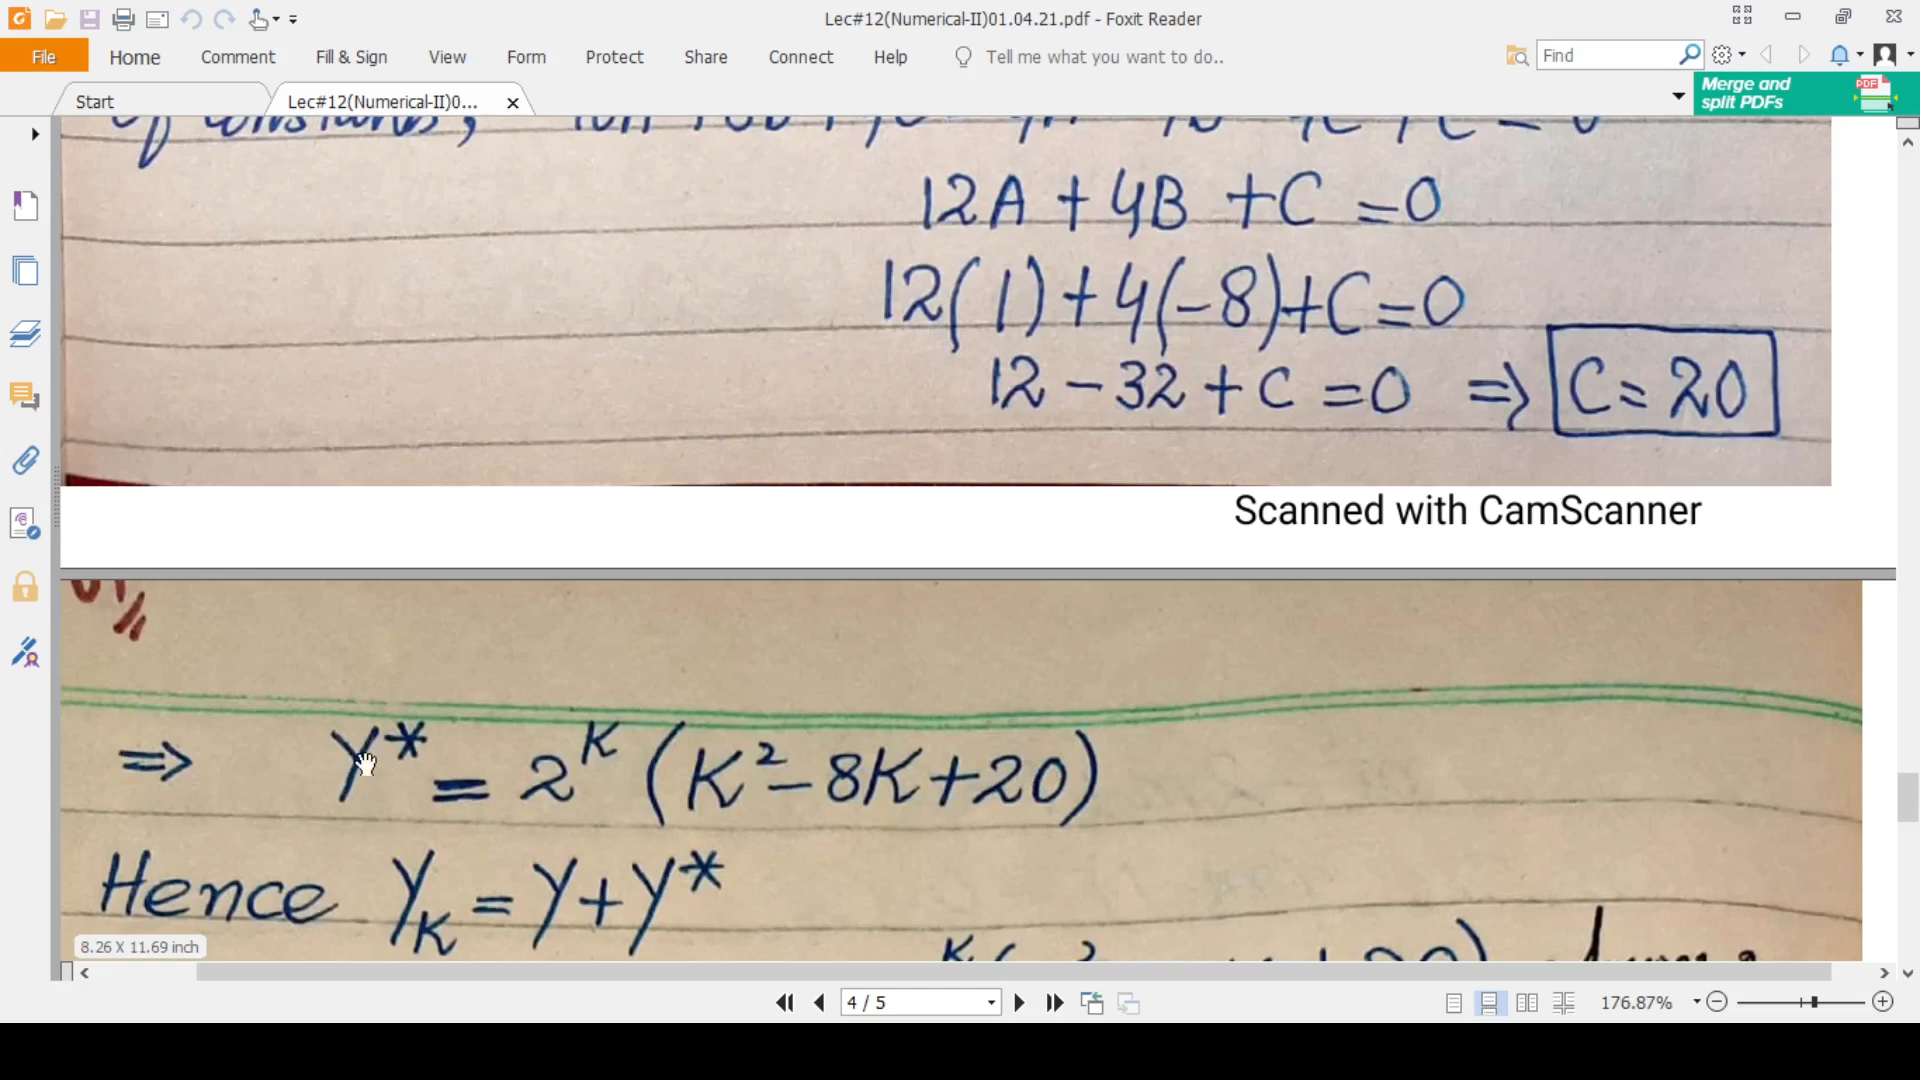 Lec#12(Numerical-II)01.04.21.pdf - Foxit Reader
File Home Comment Fill & Sign View Form Protect Share Connect Help Tell me what you want to do.. Find
Start Lec#12(Numerical-II)0...
Merge and
split PDFs
of constants,
12A + 4B + C = 0
12(1) + 4(-8) + C = 0
12 - 32 + C = 0 => C = 20
Scanned with CamScanner
=> Y* = 2^K (K² - 8K + 20)
Hence Y_K = Y + Y*
8.26 X 11.69 inch
4 / 5
176.87%